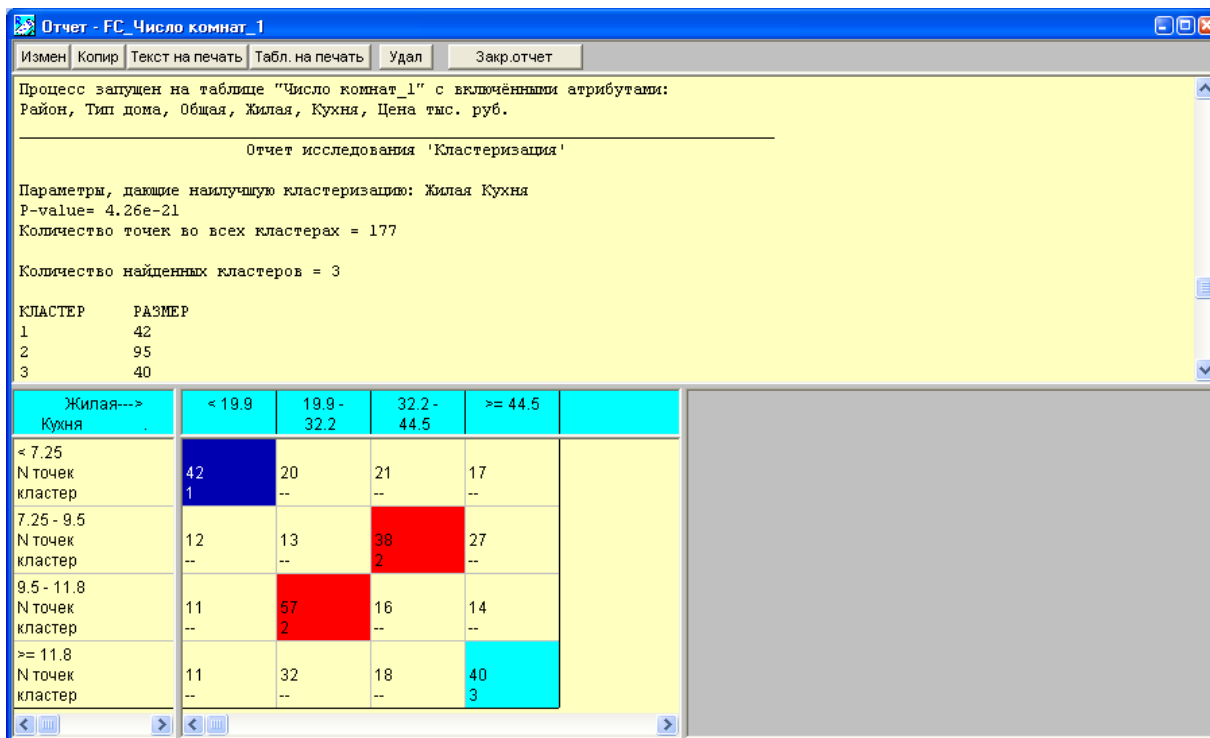 Отчет - FC_Число комнат_1
Измен Копир Текст на печать Табл. на печать Удал Закр.отчет
Процесс запущен на таблице "Число комнат_1" с включёнными атрибутами:
Район, Тип дома, Общая, Жилая, Кухня, Цена тыс. руб.
Отчет исследования 'Кластеризация'
Параметры, дающие наилучшую кластеризацию: Жилая Кухня
P-value= 4.26e-21
Количество точек во всех кластерах = 177
Количество найденных кластеров = 3
КЛАСТЕР РАЗМЕР
1 42
2 95
3 40
Жилая---> < 19.9 19.9 - 32.2 - >= 44.5
Кухня . 32.2 44.5
< 7.25
N точек 42 20 21 17
кластер 1 -- -- --
7.25 - 9.5
N точек 12 13 38 27
кластер -- -- 2 --
9.5 - 11.8
N точек 11 57 16 14
кластер -- 2 -- --
>= 11.8
N точек 11 32 18 40
кластер -- -- -- 3